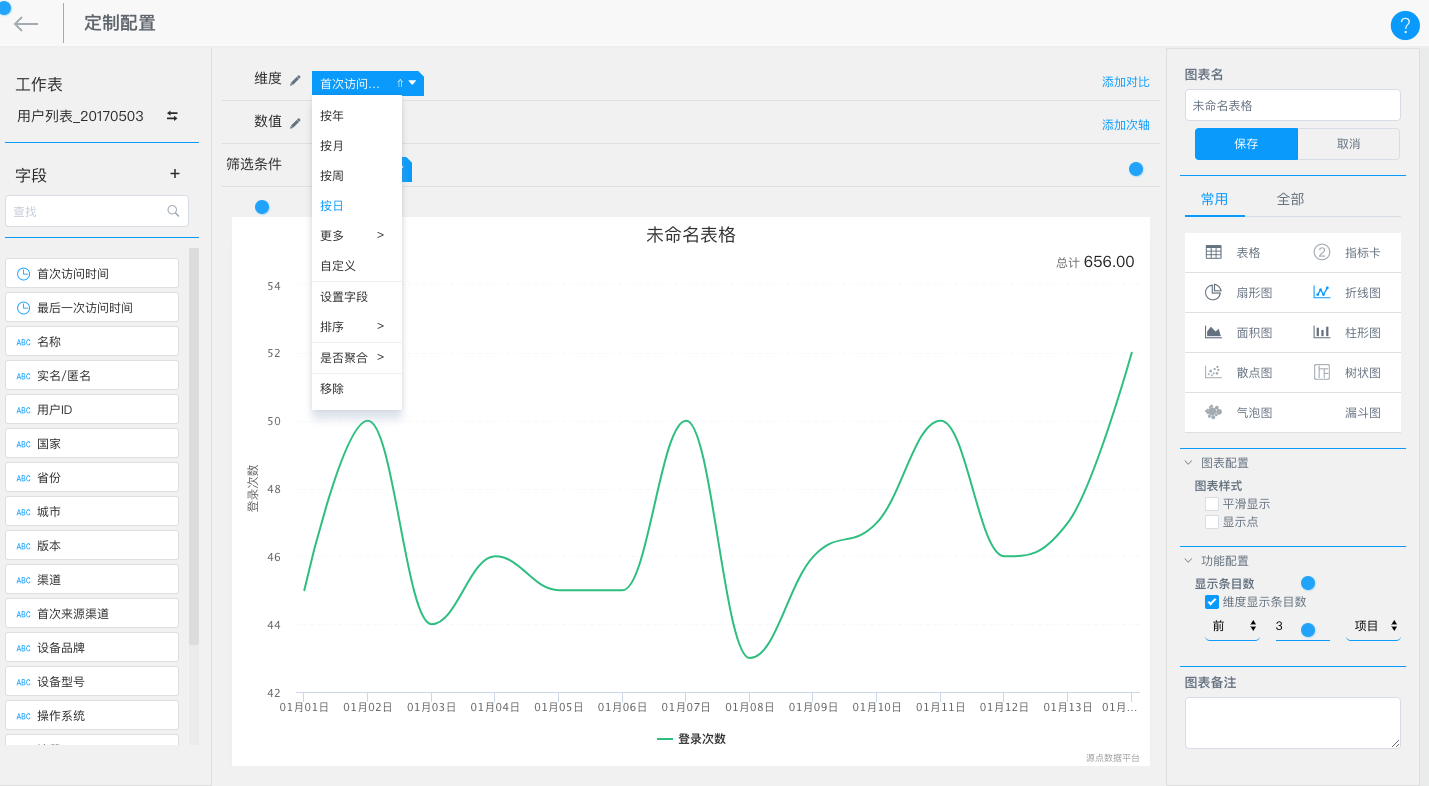 定制配置
?
工作表
用户列表_20170503
字段
+
查找
首次访问时间
最后一次访问时间
ABC 名称
ABC 实名/匿名
ABC 用户ID
ABC 国家
ABC 省份
ABC 城市
ABC 版本
ABC 渠道
ABC 首次来源渠道
ABC 设备品牌
ABC 设备型号
ABC 操作系统
维度
首次访问...
添加对比
数值
添加次轴
筛选条件
按年
按月
按周
按日
更多 >
自定义
设置字段
排序 >
是否聚合 >
移除
未命名表格
总计 656.00
54
52
50
48
46
44
42
登录次数
01月01日 01月02日 01月03日 01月04日 01月05日 01月06日 01月07日 01月08日 01月09日 01月10日 01月11日 01月12日 01月13日 01月...
登录次数
源点数据平台
图表名
未命名表格
保存 取消
常用 全部
表格 2 指标卡
扇形图 折线图
面积图 柱形图
散点图 树状图
气泡图 漏斗图
图表配置
图表样式
平滑显示
显示点
功能配置
显示条目数
维度显示条目数
前 3 项目
图表备注